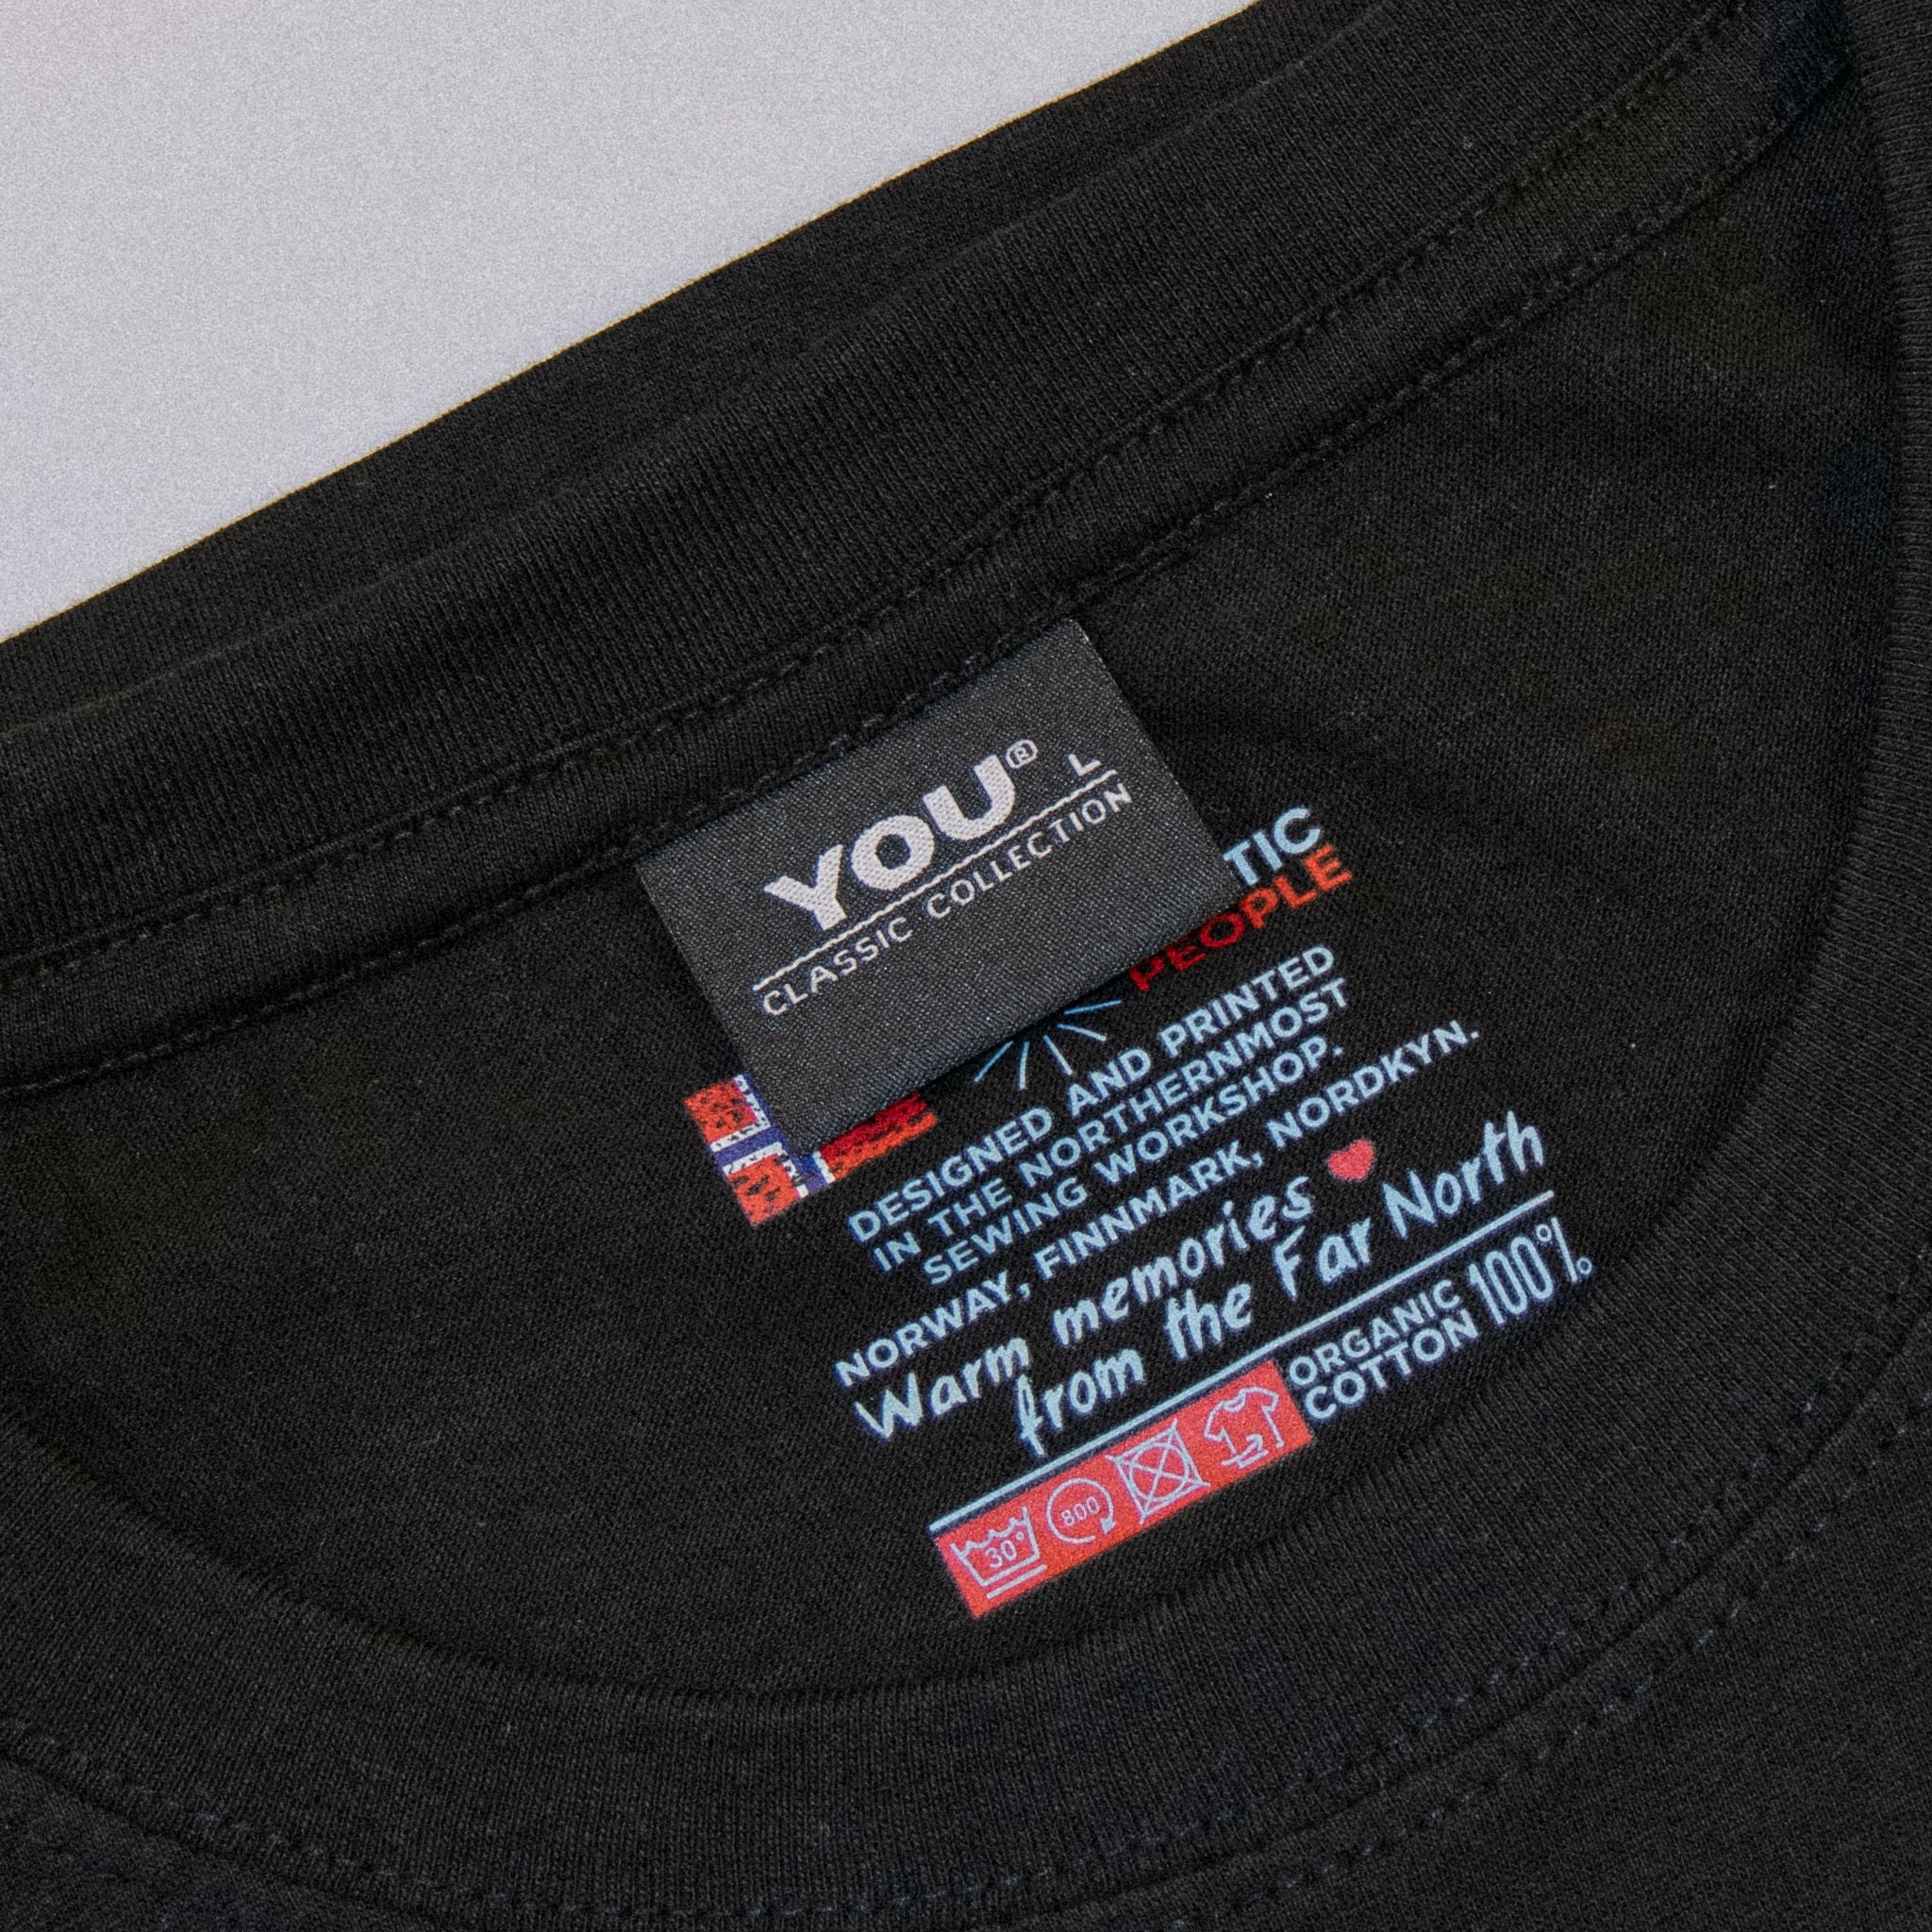 YOU® L
CLASSIC COLLECTION
TIC
PEOPLE
DESIGNED AND PRINTED
IN THE NORTHERNMOST
SEWING WORKSHOP.
NORWAY, FINNMARK, NORDKYN.
Warm memories
from the Far North
ORGANIC
COTTON 100%
30° 800